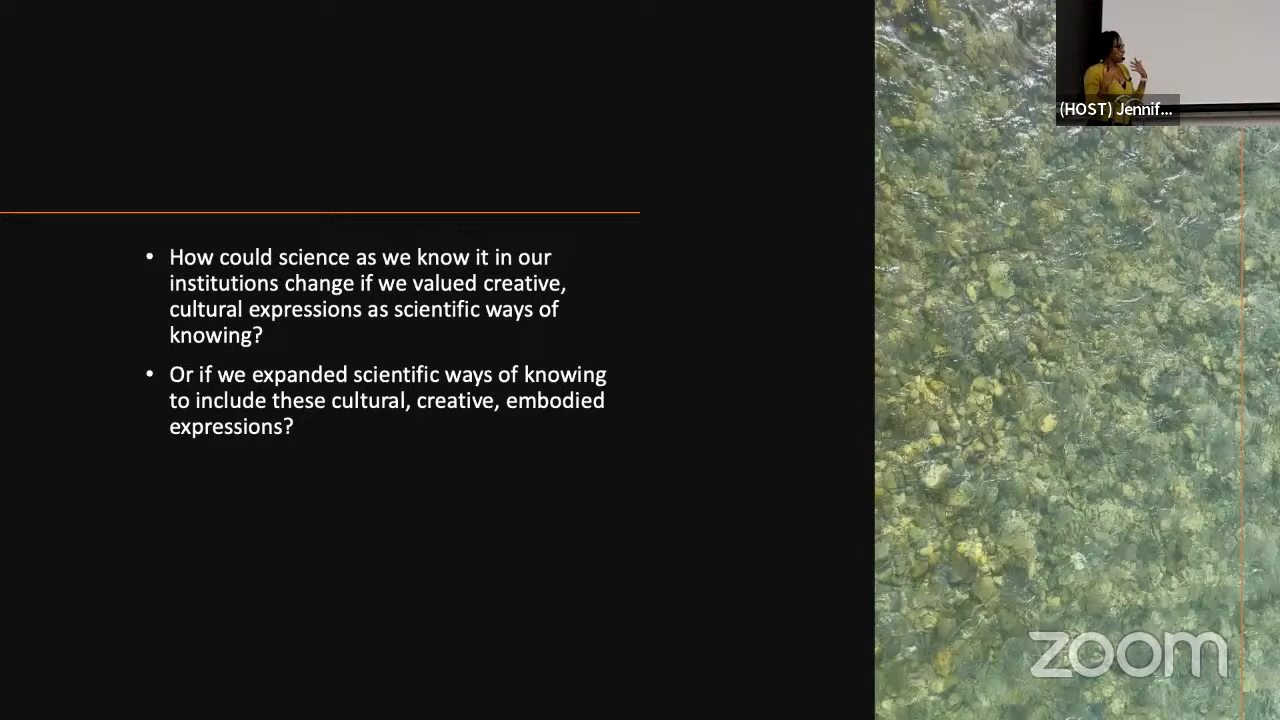 (HOST) Jennif...
• How could science as we know it in our
institutions change if we valued creative,
cultural expressions as scientific ways of
knowing?
• Or if we expanded scientific ways of knowing
to include these cultural, creative, embodied
expressions?
zoom